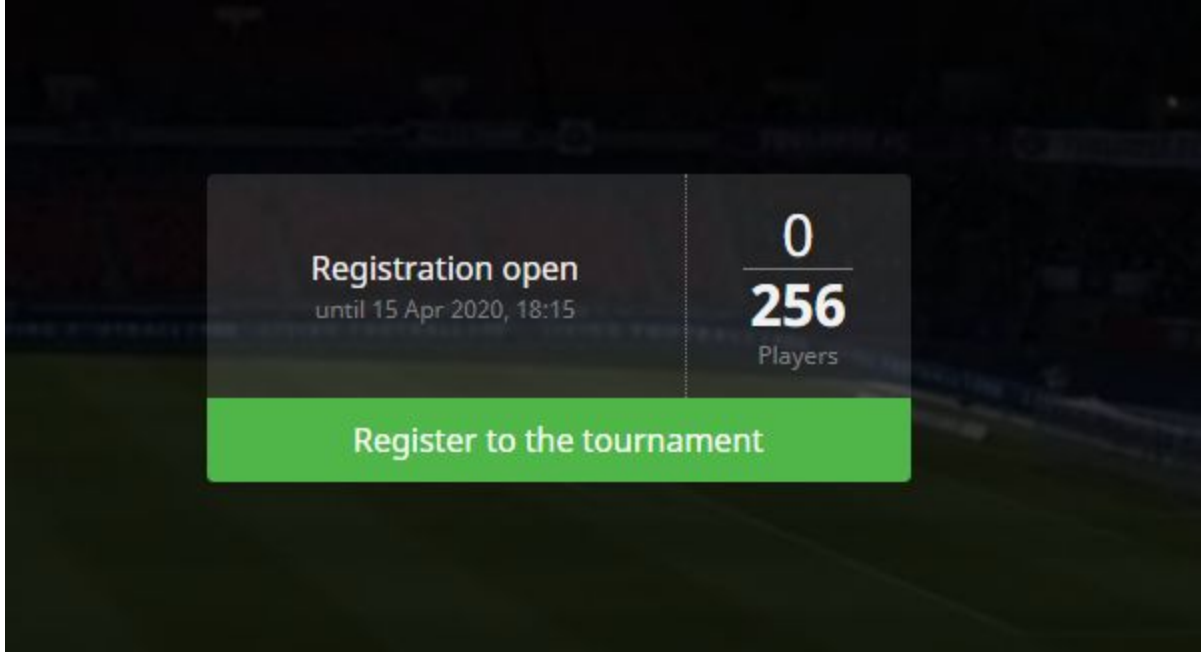 Registration open
until 15 Apr 2020, 18:15
0
256
Players
Register to the tournament